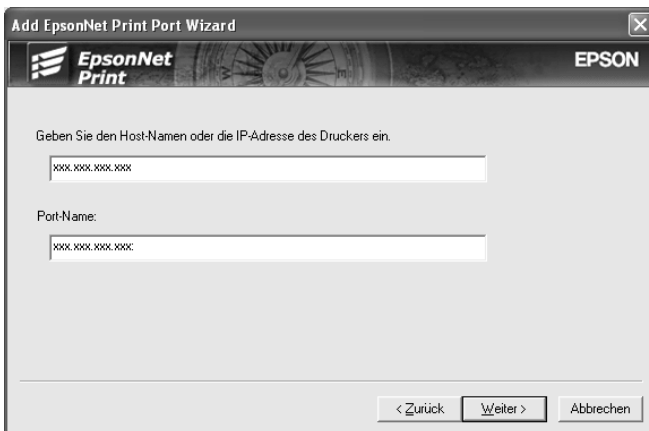 Add EpsonNet Print Port Wizard
EpsonNet
Print
EPSON
Geben Sie den Host-Namen oder die IP-Adresse des Druckers ein.
xxx.xxx.xxx.xxx
Port-Name:
xxx.xxx.xxx.xxx:
< Zurück
Weiter >
Abbrechen